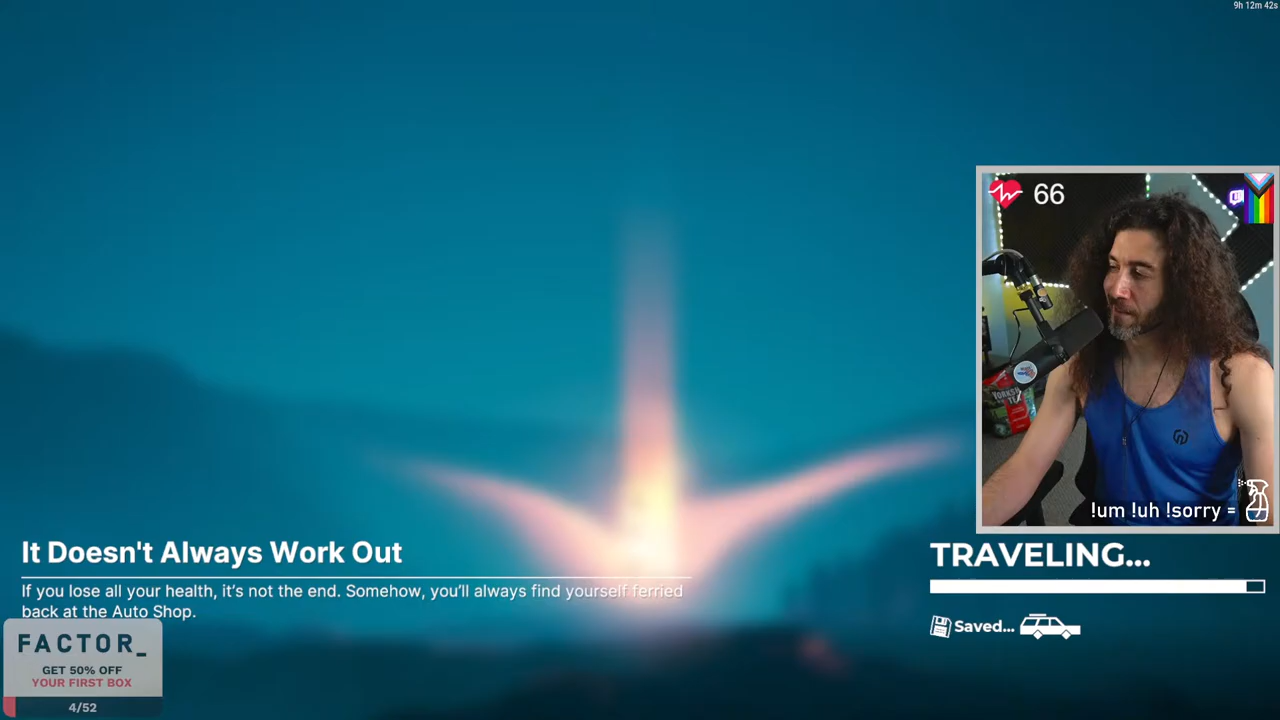 9h 12m 42s
66
!um !uh !sorry =
It Doesn't Always Work Out
If you lose all your health, it's not the end. Somehow, you'll always find yourself ferried
back at the Auto Shop.
TRAVELING...
Saved...
FACTOR_
GET 50% OFF
YOUR FIRST BOX
4/52